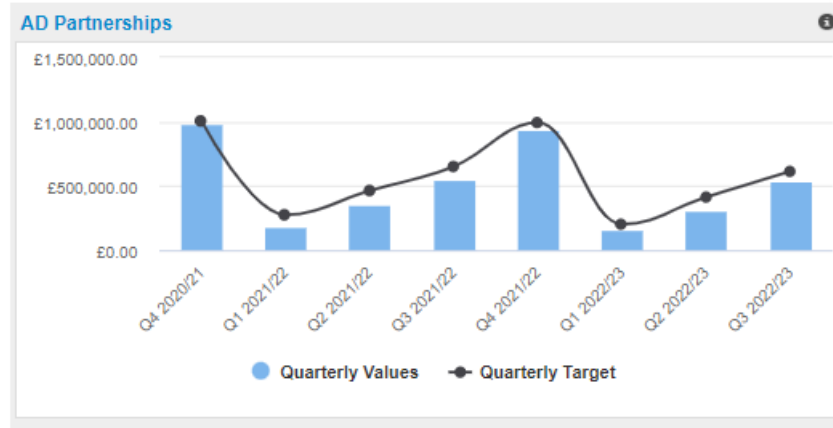 AD Partnerships
£1,500,000.00
£1,000,000.00
£500,000.00
£0.00
Q4 2020/21
Q1 2021/22
Q2 2021/22
Q3 2021/22
Q4 2021/22
Q1 2022/23
Q2 2022/23
Q3 2022/23
Quarterly Values
Quarterly Target